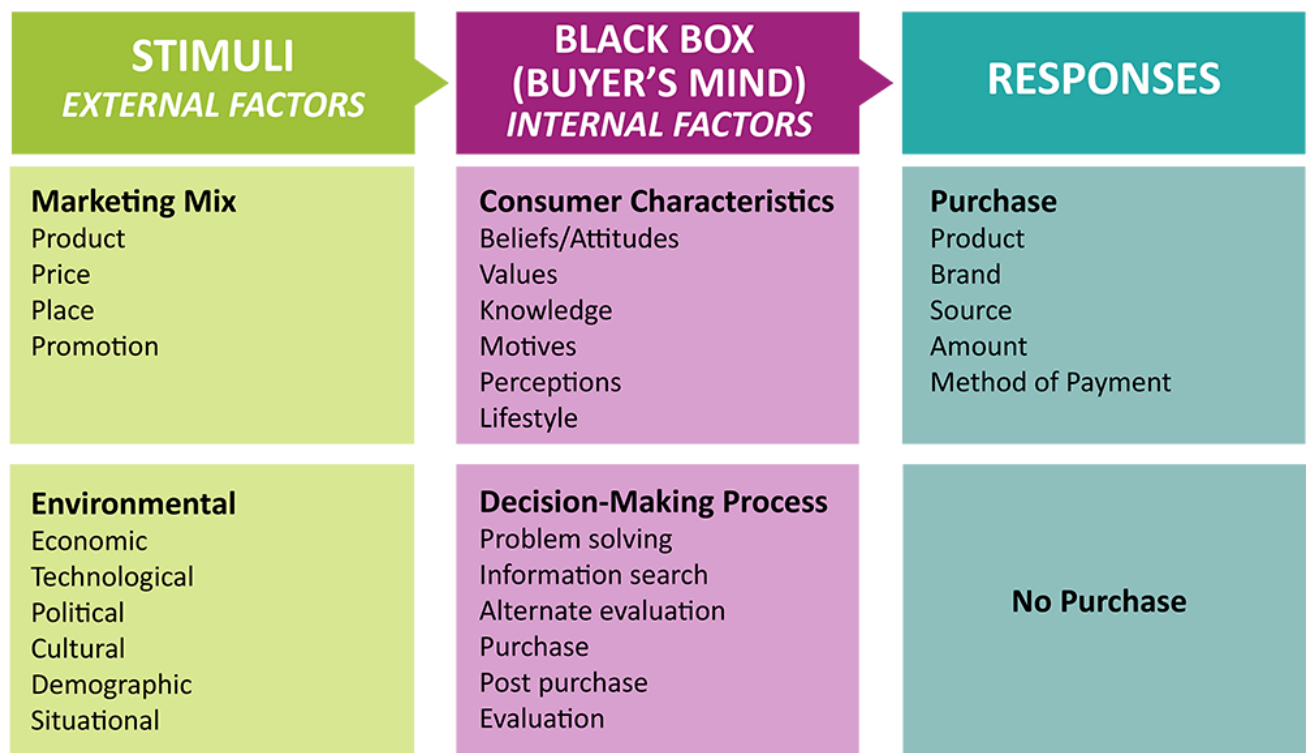 STIMULI
EXTERNAL FACTORS
BLACK BOX
(BUYER’S MIND)
INTERNAL FACTORS
RESPONSES
Marketing Mix
Product
Price
Place
Promotion
Consumer Characteristics
Beliefs/Attitudes
Values
Knowledge
Motives
Perceptions
Lifestyle
Purchase
Product
Brand
Source
Amount
Method of Payment
Environmental
Economic
Technological
Political
Cultural
Demographic
Situational
Decision-Making Process
Problem solving
Information search
Alternate evaluation
Purchase
Post purchase
Evaluation
No Purchase